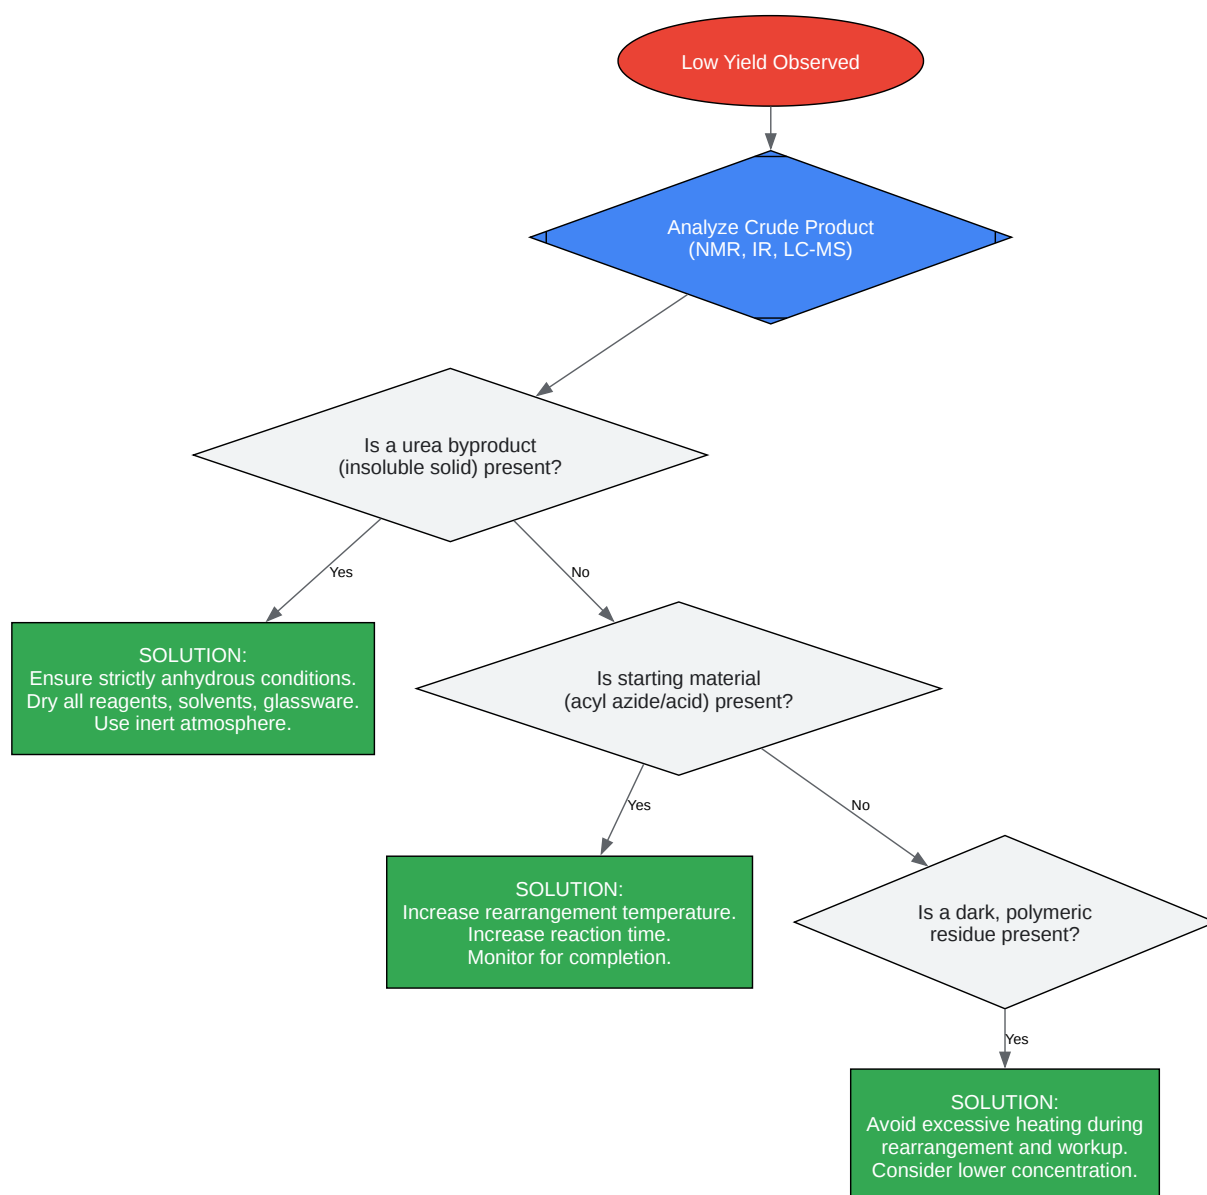 Low Yield Observed
Analyze Crude Product
(NMR, IR, LC-MS)
Is a urea byproduct
(insoluble solid) present?
Yes
No
SOLUTION:
Ensure strictly anhydrous conditions.
Dry all reagents, solvents, glassware.
Use inert atmosphere.
Is starting material
(acyl azide/acid) present?
Yes
No
SOLUTION:
Increase rearrangement temperature.
Increase reaction time.
Monitor for completion.
Is a dark, polymeric
residue present?
Yes
SOLUTION:
Avoid excessive heating during
rearrangement and workup.
Consider lower concentration.